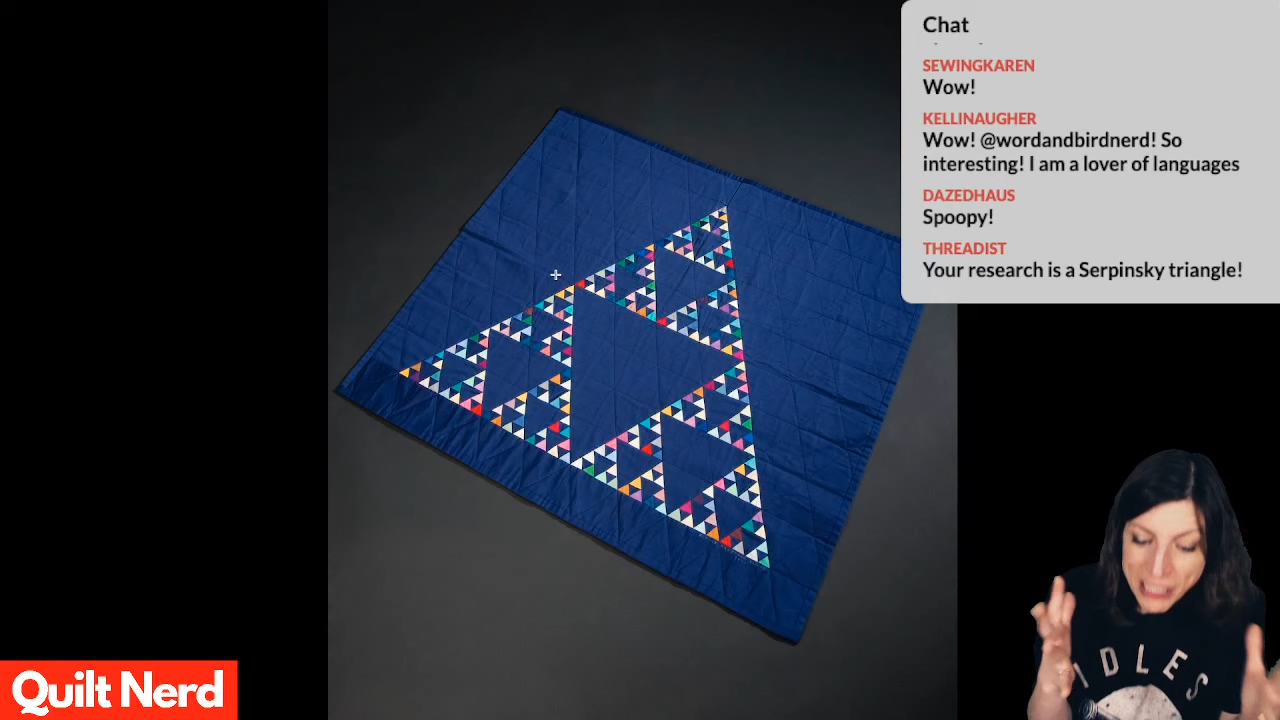 Chat
SEWINGKAREN
Wow!
KELLINAUGHER
Wow! @wordandbirdnerd! So
interesting! I am a lover of languages
DAZEDHAUS
Spoopy!
THREADIST
Your research is a Serpinsky triangle!
IDLES
Quilt Nerd